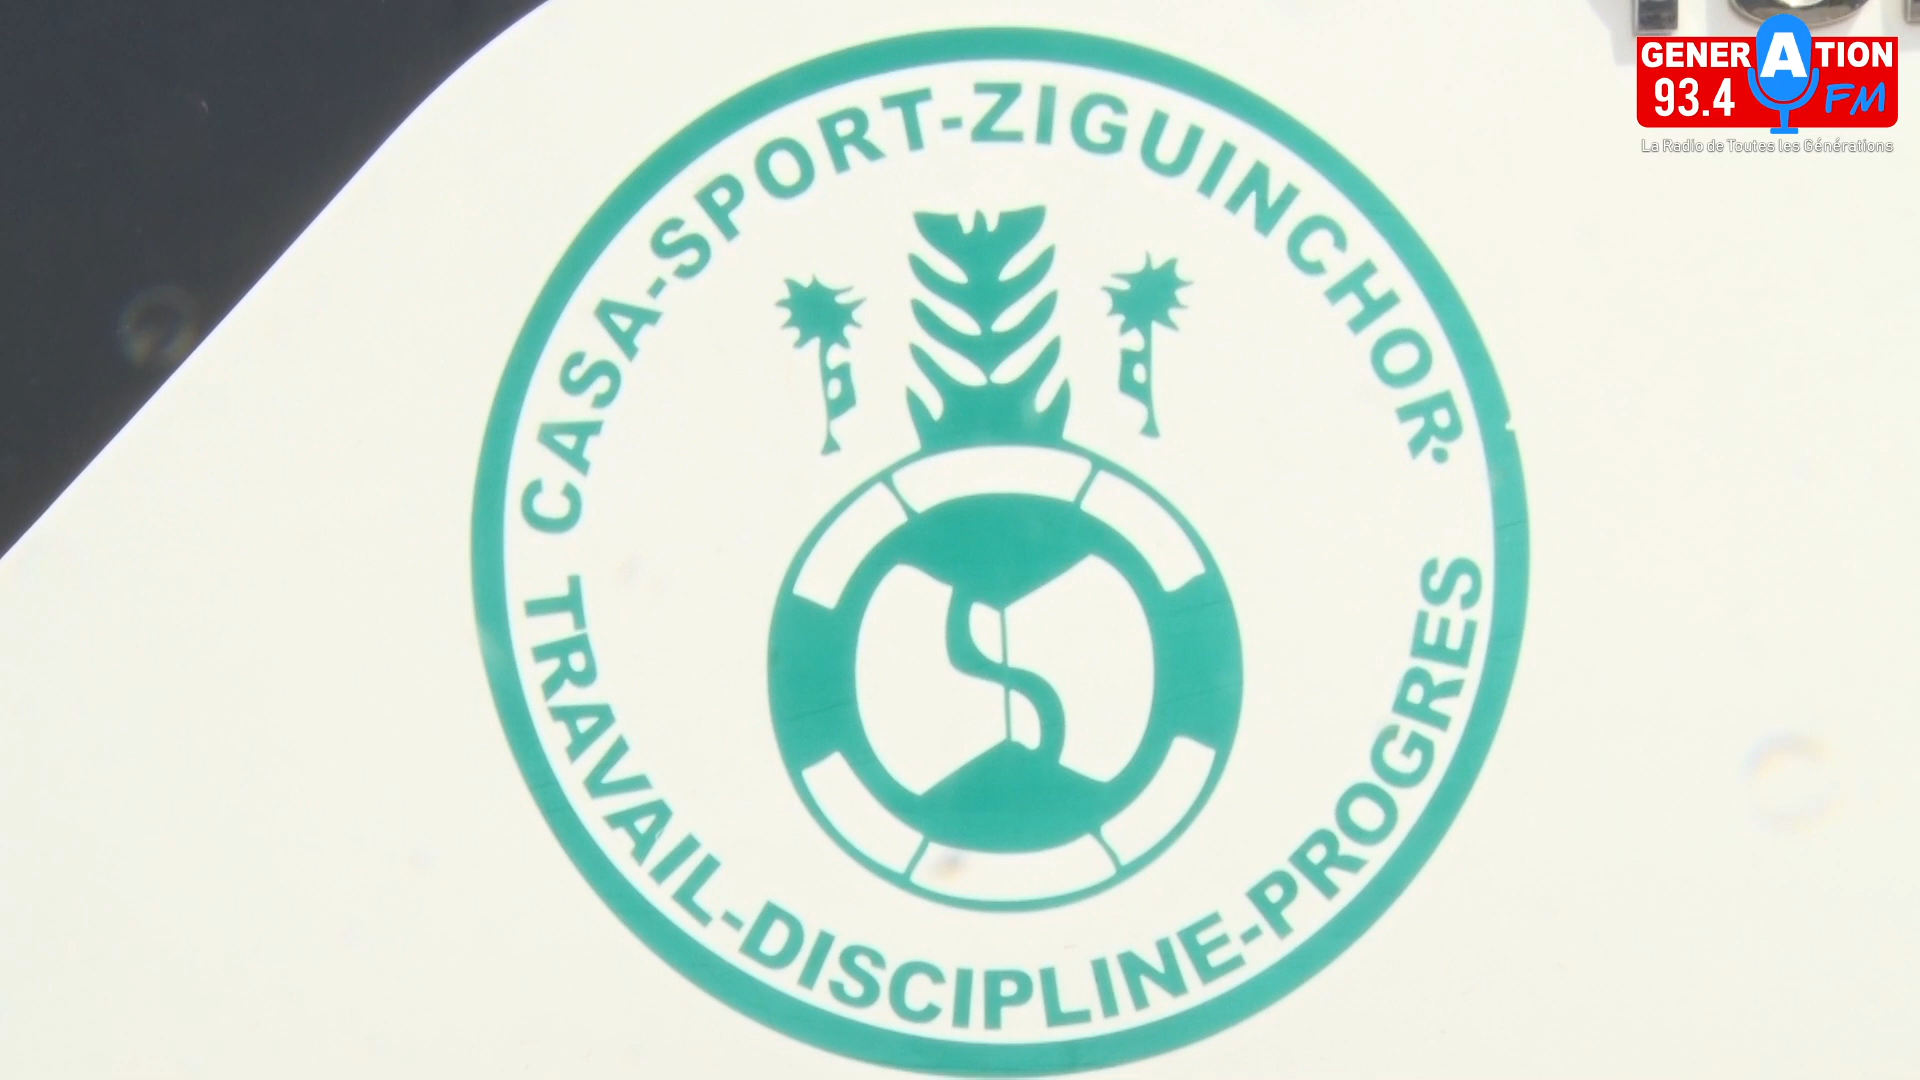 CASA-SPORT-ZIGUINCHOR.
TRAVAIL-DISCIPLINE-PROGRES
GENERATION
93.4 FM
La Radio de Toutes les Générations